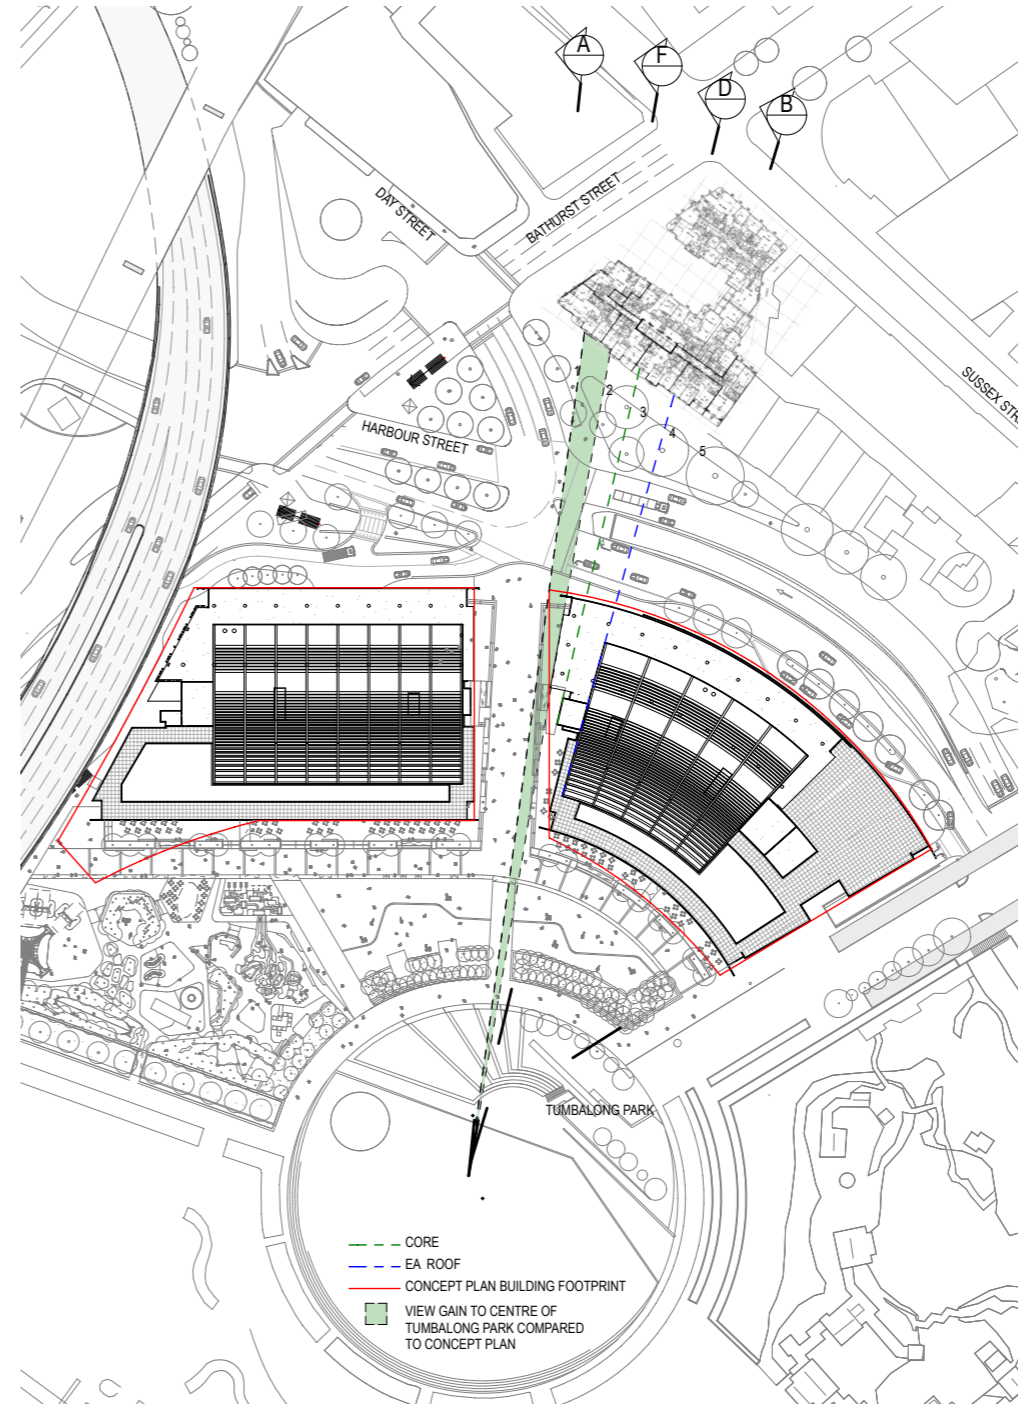 A
F
D
B
DAY STREET
BATHURST STREET
SUSSEX STR
HARBOUR STREET
2
3
4
5
TUMBALONG PARK
CORE
EA ROOF
CONCEPT PLAN BUILDING FOOTPRINT
VIEW GAIN TO CENTRE OF
TUMBALONG PARK COMPARED
TO CONCEPT PLAN